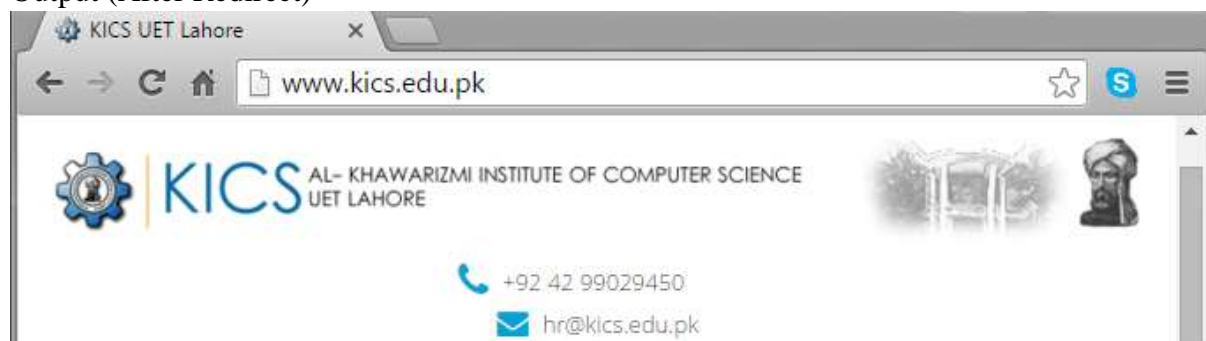 Output (After Redirect)
KICS UET Lahore
www.kics.edu.pk
KICS AL- KHAWARIZMI INSTITUTE OF COMPUTER SCIENCE
UET LAHORE
+92 42 99029450
hr@kics.edu.pk